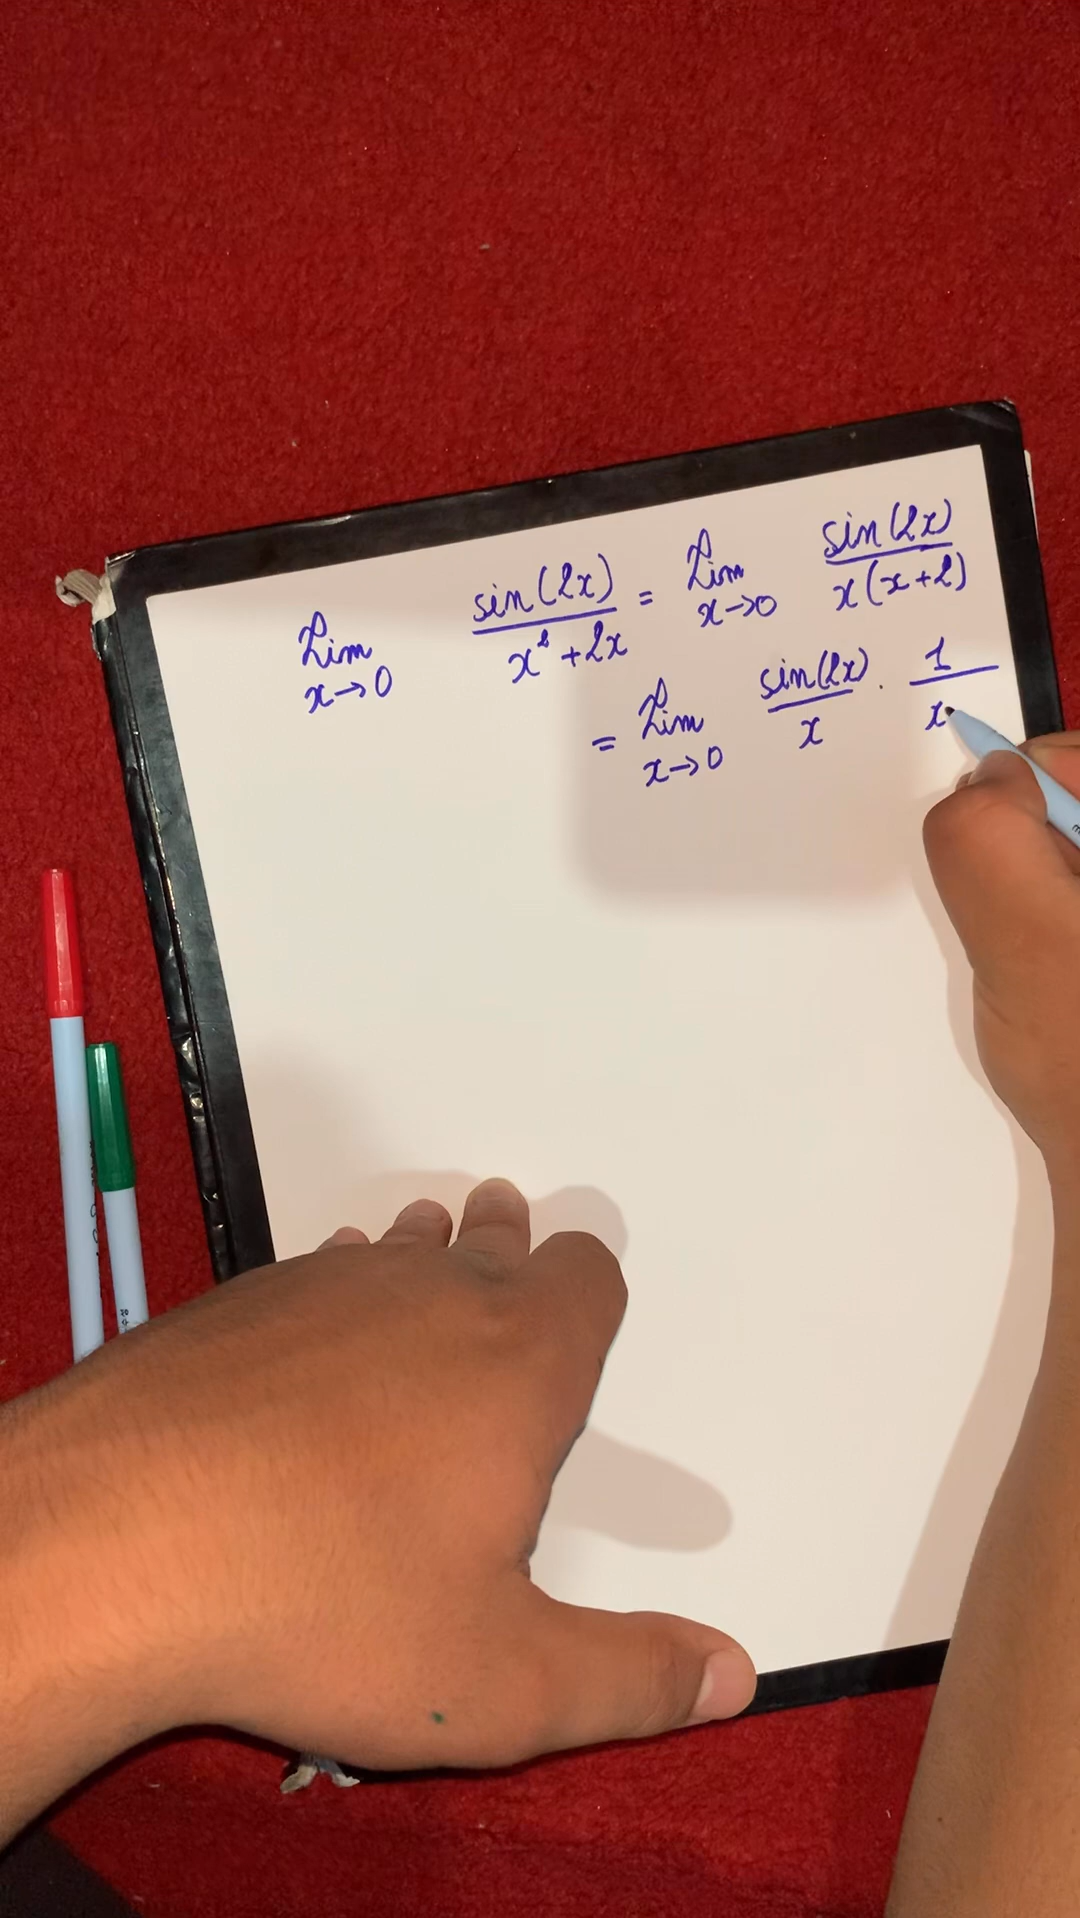 Lim x→0 sin(2x) / x² + 2x = Lim x→0 sin(2x) / x(x+2)
= Lim x→0 sin(2x) / x · 1 / x